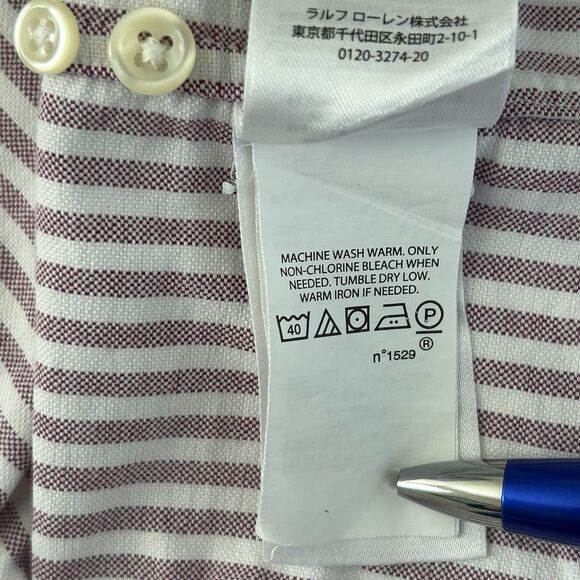 ラルフ ローレン株式会社
東京都千代田区永田町2-10-1
0120-3274-20
MACHINE WASH WARM. ONLY
NON-CHLORINE BLEACH WHEN
NEEDED. TUMBLE DRY LOW.
WARM IRON IF NEEDED.
40 P
®
n°1529